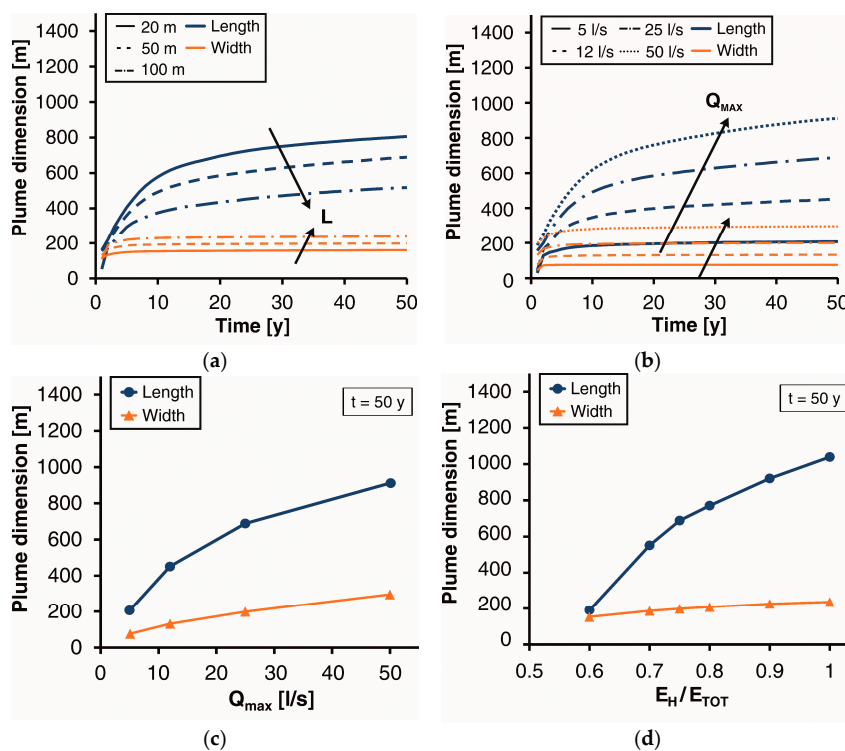 1400
1200
1000
800
600
400
200
0
Plume dimension [m]
20 m
Length
50 m
Width
100 m
L
0
10
20
30
40
50
Time [y]
(a)
1400
1200
1000
800
600
400
200
0
Plume dimension [m]
5 l/s
25 l/s
Length
12 l/s
50 l/s
Width
QMAX
0
10
20
30
40
50
Time [y]
(b)
1400
1200
1000
800
600
400
200
0
Plume dimension [m]
Length
Width
t = 50 y
0
10
20
30
40
50
Qmax [l/s]
(c)
1400
1200
1000
800
600
400
200
0
Plume dimension [m]
Length
Width
t = 50 y
0.5
0.6
0.7
0.8
0.9
1
EH/ETOT
(d)